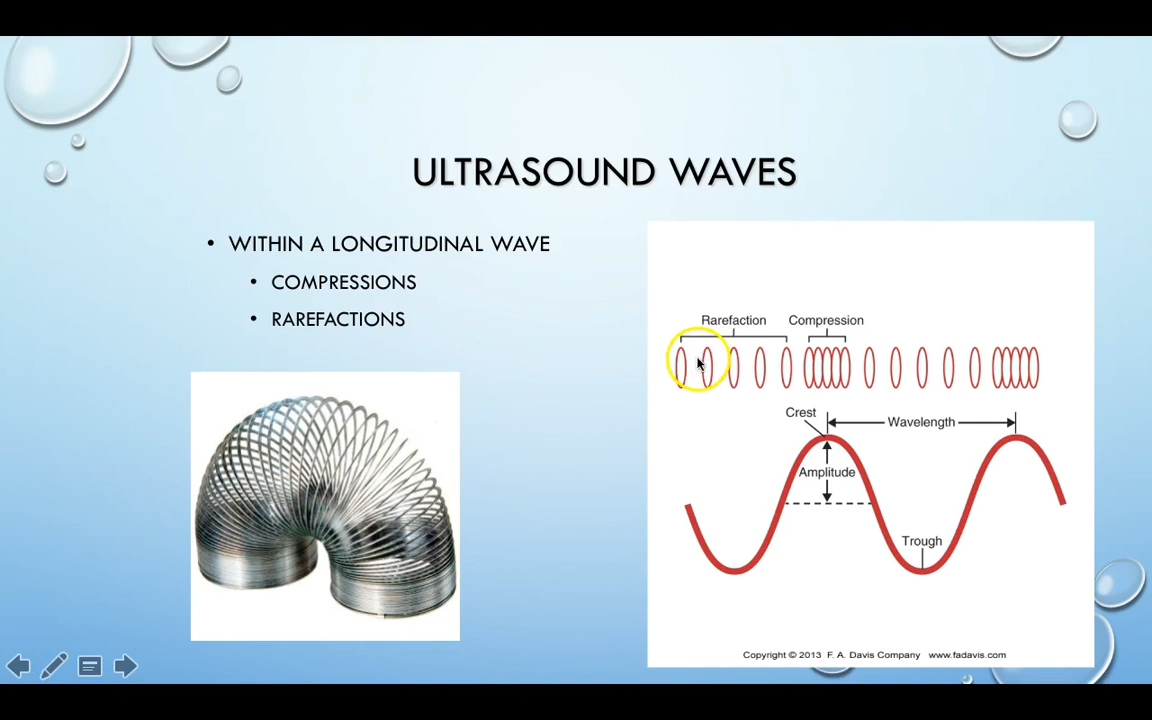 ULTRASOUND WAVES
• WITHIN A LONGITUDINAL WAVE
• COMPRESSIONS
• RAREFACTIONS
Rarefaction Compression
Crest
Wavelength
Amplitude
Trough
Copyright © 2013 F. A. Davis Company www.fadavis.com